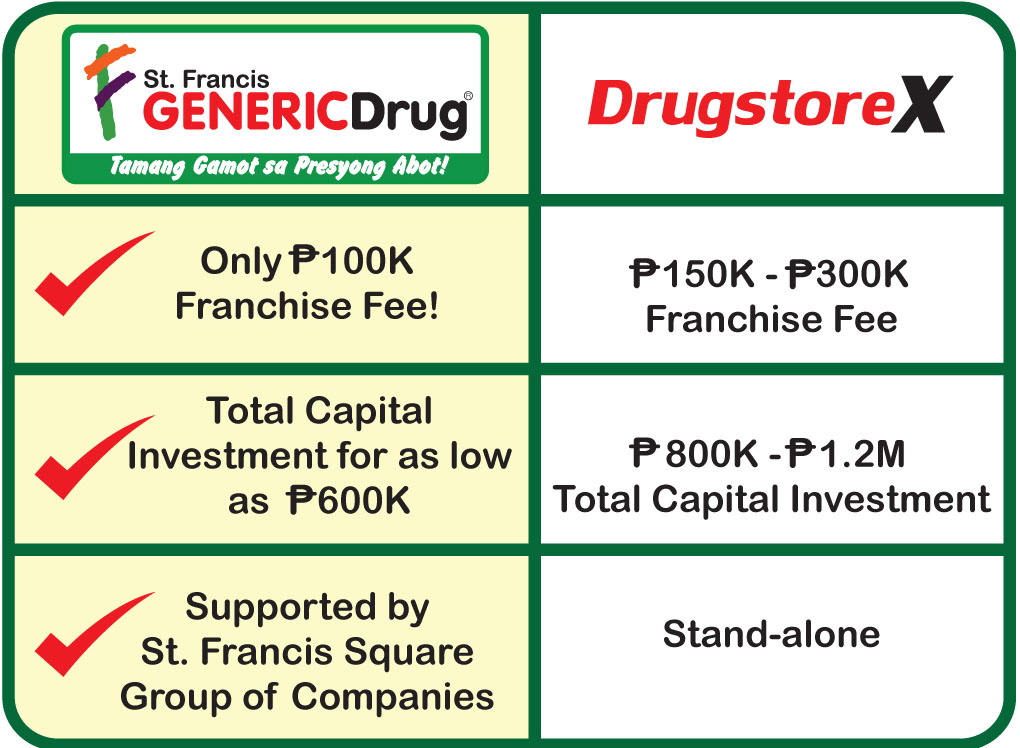 St. Francis
GENERICDrug®
Tamang Gamot sa Presyong Abot!
DrugstoreX
Only ₱100K
Franchise Fee!
₱150K - ₱300K
Franchise Fee
Total Capital
Investment for as low
as ₱600K
₱800K - ₱1.2M
Total Capital Investment
Supported by
St. Francis Square
Group of Companies
Stand-alone